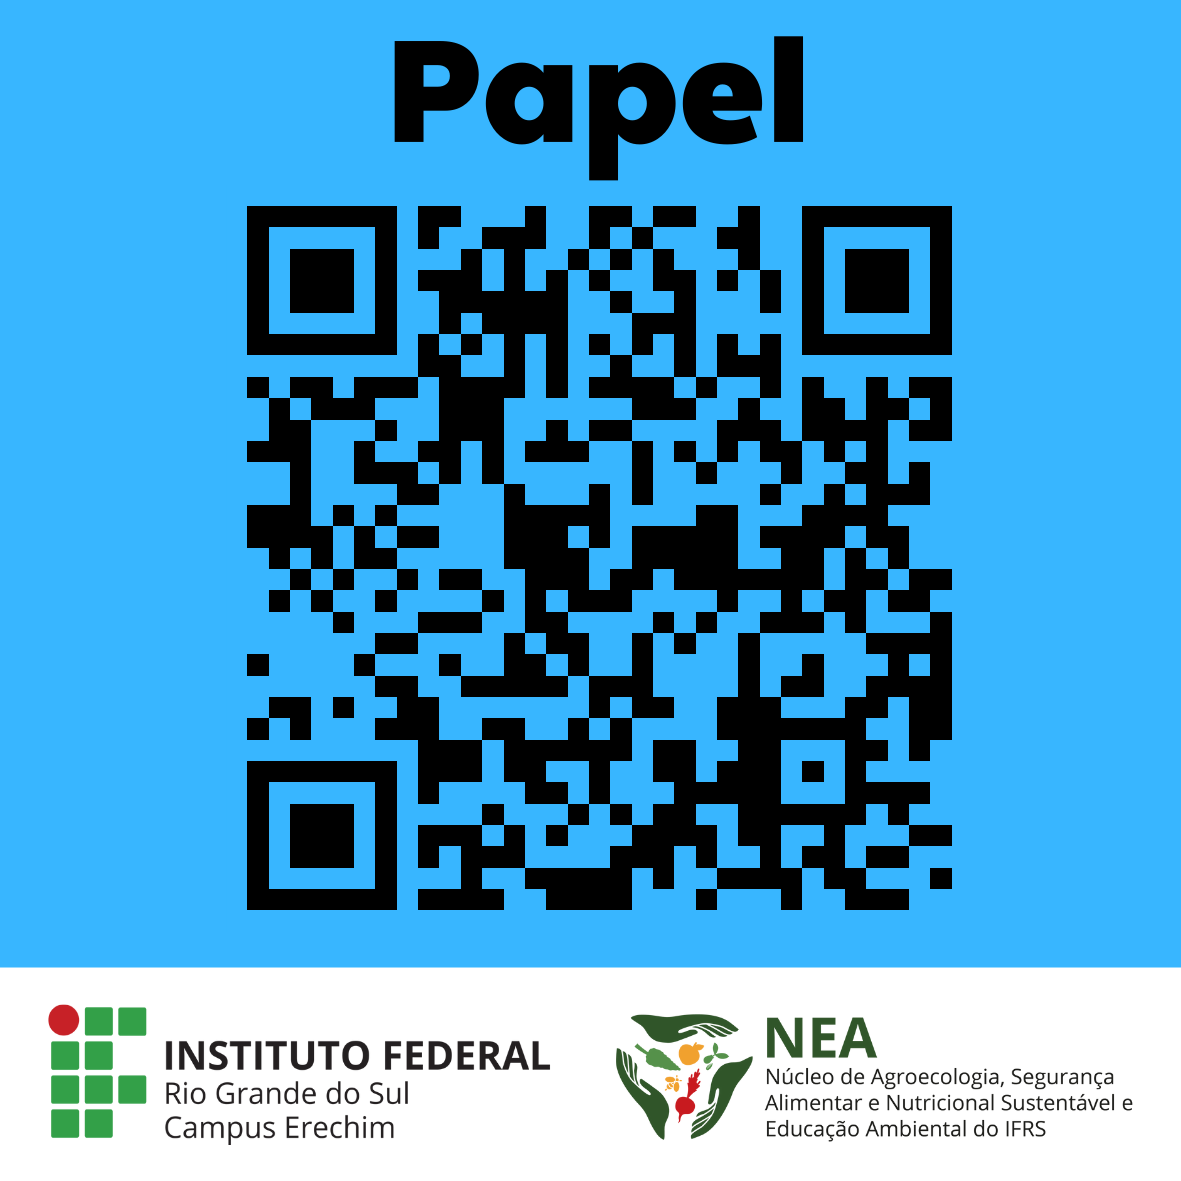 Papel
INSTITUTO FEDERAL
Rio Grande do Sul
Campus Erechim
NEA
Núcleo de Agroecologia, Segurança
Alimentar e Nutricional Sustentável e
Educação Ambiental do IFRS